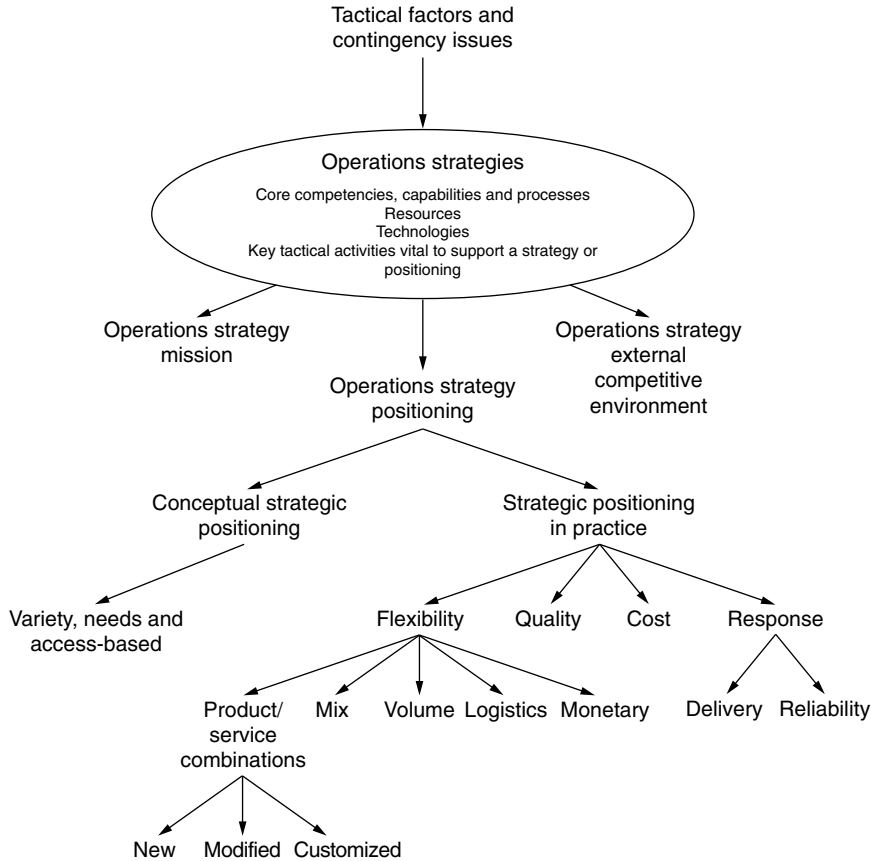 Tactical factors and
contingency issues
Operations strategies
Core competencies, capabilities and processes
Resources
Technologies
Key tactical activities vital to support a strategy or
positioning
Operations strategy
mission
Operations strategy
external
competitive
environment
Operations strategy
positioning
Conceptual strategic
positioning
Strategic positioning
in practice
Variety, needs and
access-based
Flexibility
Quality
Cost
Response
Product/
service
combinations
Mix
Volume
Logistics
Monetary
Delivery
Reliability
New
Modified
Customized